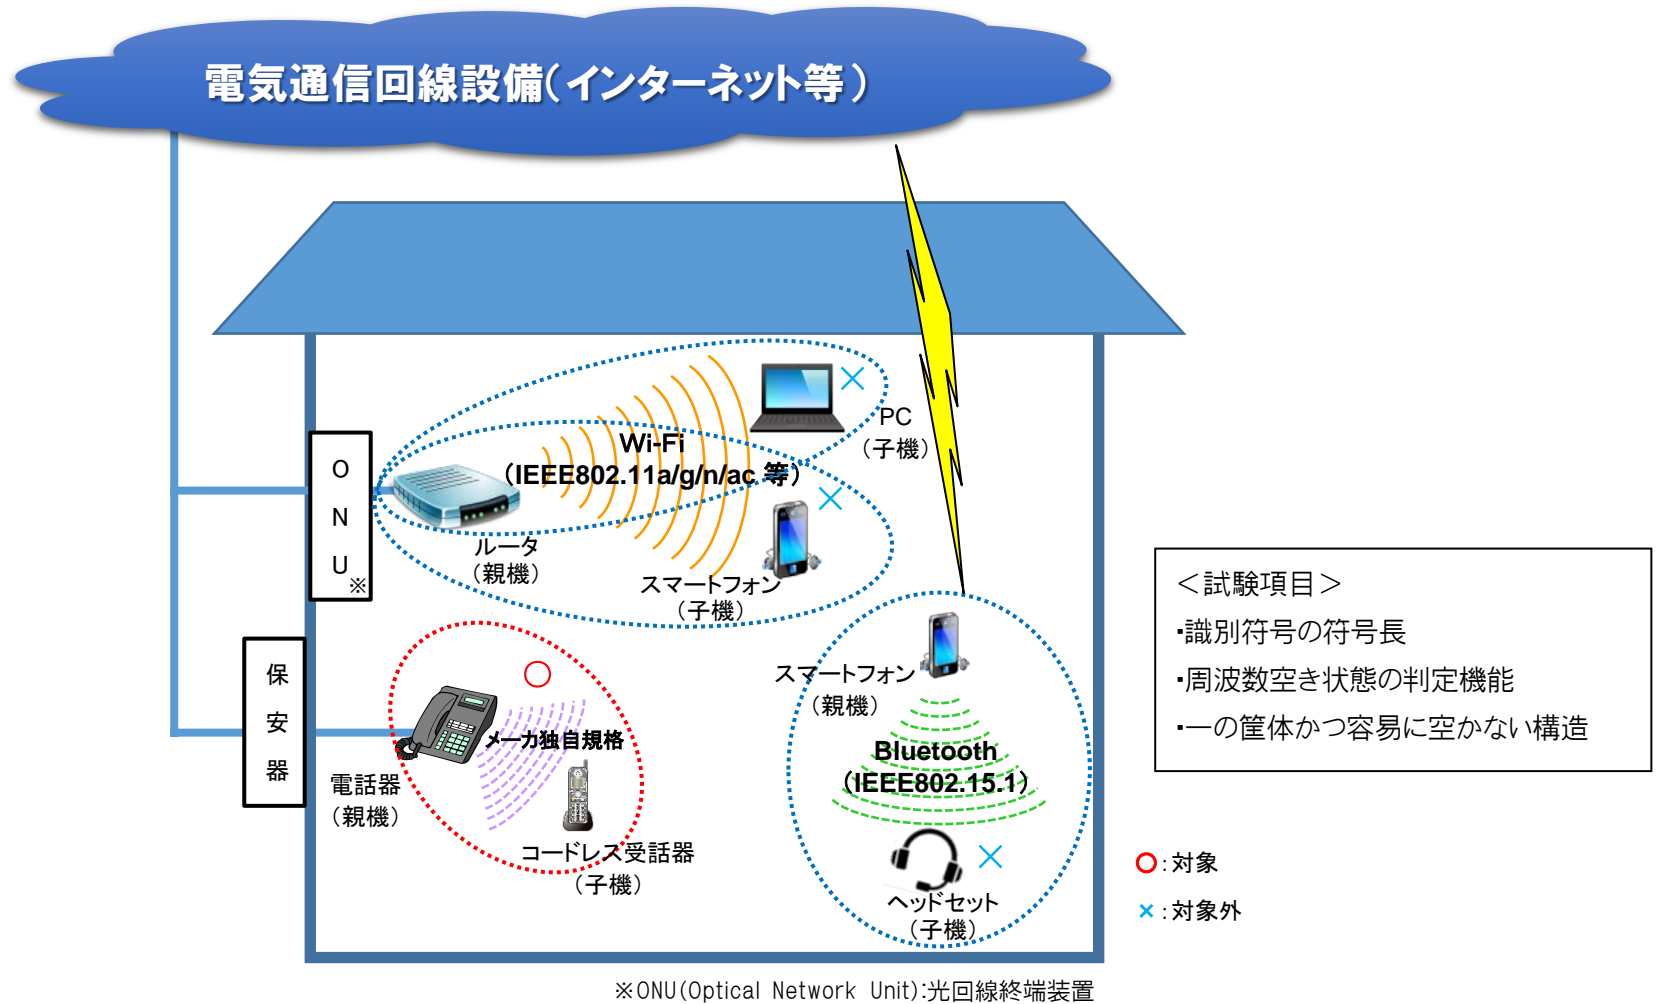 電気通信回線設備(インターネット等)
PC
(子機)
Wi-Fi
(IEEE802.11a/g/n/ac 等)
O
N
U
※
ルータ
(親機)
スマートフォン
(子機)
保
安
器
メーカ独自規格
電話器
(親機)
コードレス受話器
(子機)
スマートフォン
(親機)
Bluetooth
(IEEE802.15.1)
ヘッドセット
(子機)
<試験項目>
・識別符号の符号長
・周波数空き状態の判定機能
・一の筐体かつ容易に空かない構造
○:対象
×:対象外
※ONU(Optical Network Unit):光回線終端装置